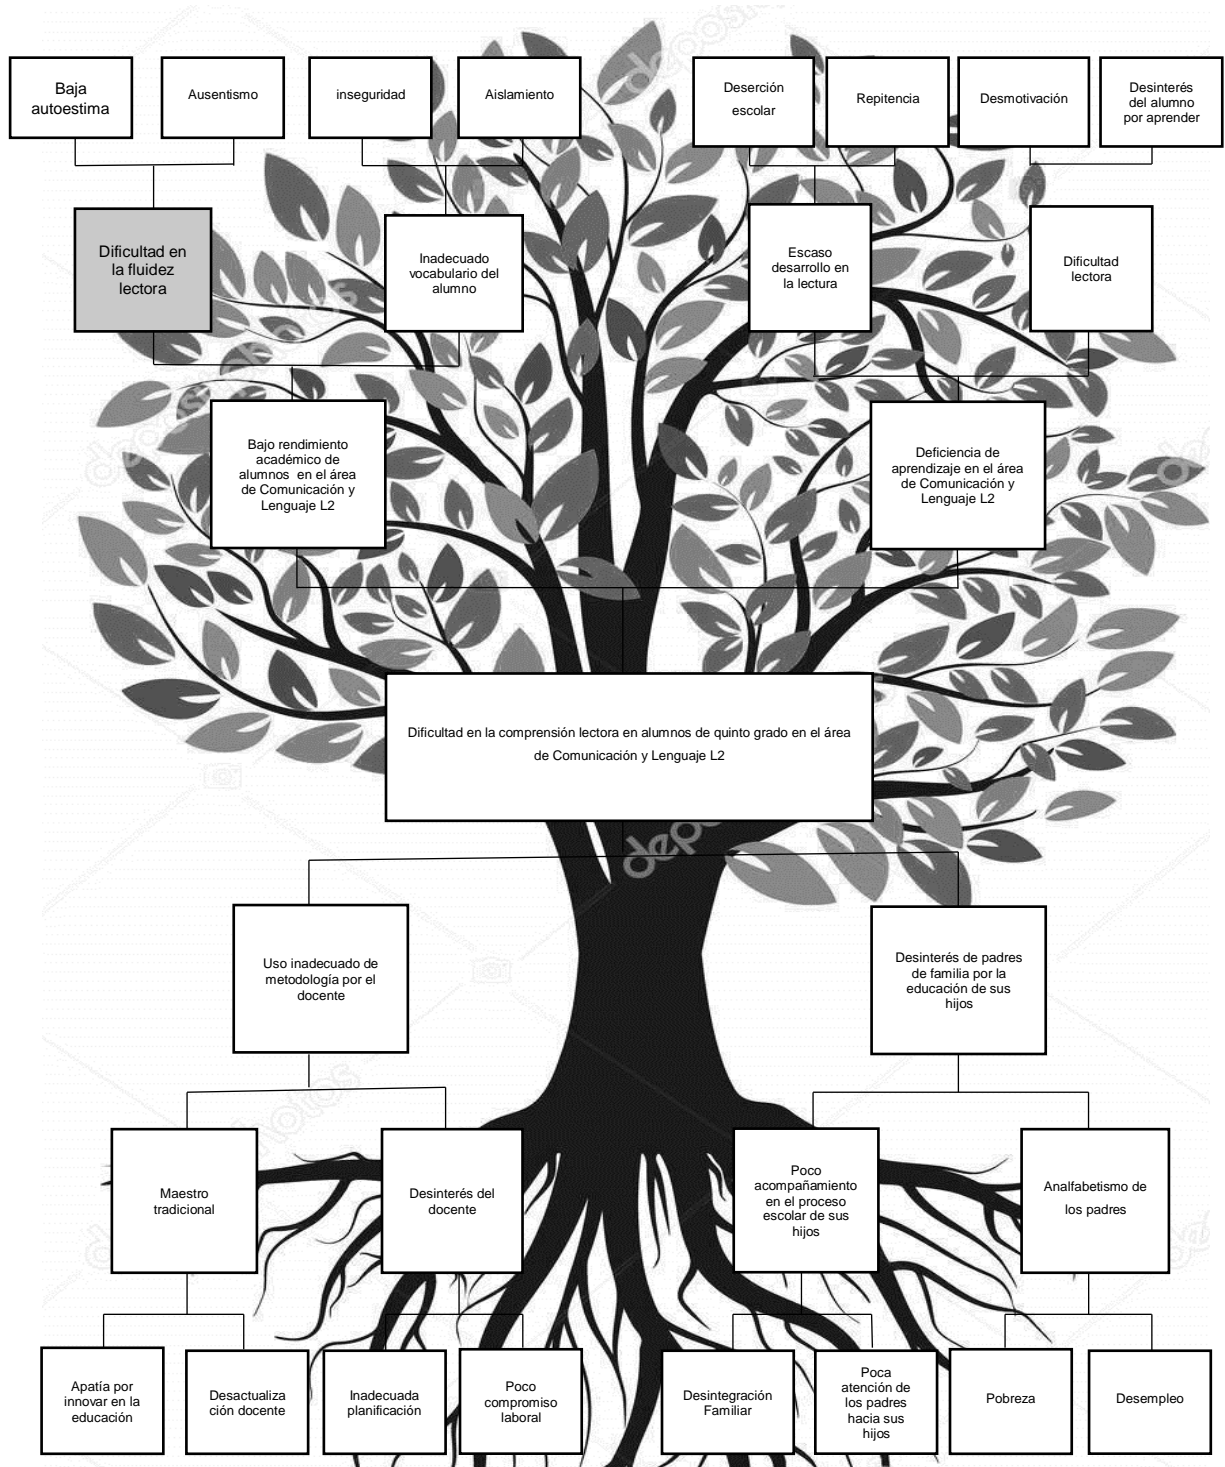 Baja
autoestima
Ausentismo
inseguridad
Aislamiento
Deserción
escolar
Repitencia
Desmotivación
Desinterés
del alumno
por aprender
Dificultad en
la fluidez
lectora
Inadecuado
vocabulario del
alumno
Escaso
desarrollo en
la lectura
Dificultad
lectora
Bajo rendimiento
académico de
alumnos en el área
de Comunicación y
Lenguaje L2
Deficiencia de
aprendizaje en el área
de Comunicación y
Lenguaje L2
Dificultad en la comprensión lectora en alumnos de quinto grado en el área
de Comunicación y Lenguaje L2
Uso inadecuado de
metodología por el
docente
Desinterés de padres
de familia por la
educación de sus
hijos
Maestro
tradicional
Desinterés del
docente
Poco
acompañamiento
en el proceso
escolar de sus
hijos
Analfabetismo de
los padres
Apatía por
innovar en la
educación
Desactualiza
ción docente
Inadecuada
planificación
Poco
compromiso
laboral
Desintegración
Familiar
Poca
atención de
los padres
hacia sus
hijos
Pobreza
Desempleo